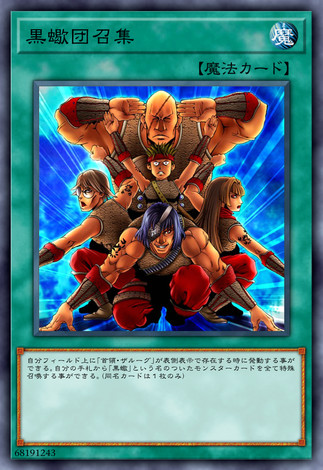 黒蠍団召集
魔
【魔法カード】
自分フィールド上に「首領・ザルーグ」が表側表示で存在する時に発動する事が
できる。自分の手札から「黒蠍」という名のついたモンスターカードを全て特殊
召喚する事ができる。(同名カードは１枚のみ)
68191243